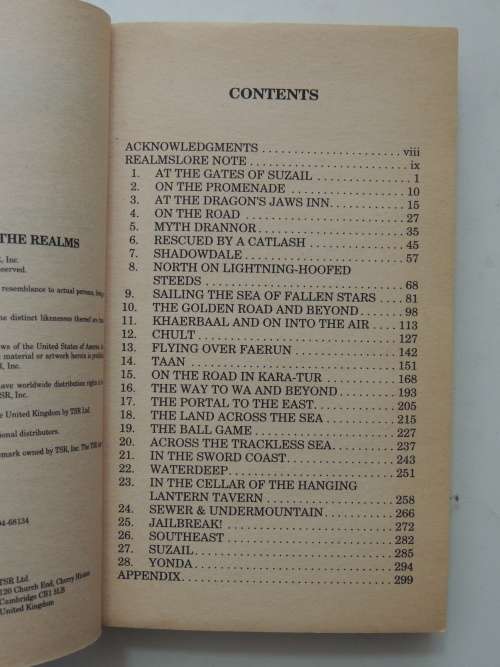 THE REALMS
, Inc.
served.
resemblance to actual persons, living
e distinct likenesses thereof are
ws of the United States of America.
material or artwork herein is
R, Inc.
ave worldwide distribution rights
SR, Inc.
e United Kingdom by TSR Ltd.
ional distributors.
emark owned by TSR, Inc. The TSR
94-68134
TSR Ltd.
120 Church End, Cherry Hinton
Cambridge CB1 3LB
United Kingdom
CONTENTS
ACKNOWLEDGMENTS viii
REALMSLORE NOTE ix
1. AT THE GATES OF SUZAIL 1
2. ON THE PROMENADE 10
3. AT THE DRAGON'S JAWS INN 15
4. ON THE ROAD 27
5. MYTH DRANNOR 35
6. RESCUED BY A CATLASH 45
7. SHADOWDALE 57
8. NORTH ON LIGHTNING-HOOFED
STEEDS 68
9. SAILING THE SEA OF FALLEN STARS 81
10. THE GOLDEN ROAD AND BEYOND 98
11. KHAERBAAL AND ON INTO THE AIR 113
12. CHULT 127
13. FLYING OVER FAERUN 142
14. TAAN 151
15. ON THE ROAD IN KARA-TUR 168
16. THE WAY TO WA AND BEYOND 193
17. THE PORTAL TO THE EAST 205
18. THE LAND ACROSS THE SEA 215
19. THE BALL GAME 227
20. ACROSS THE TRACKLESS SEA 237
21. IN THE SWORD COAST 243
22. WATERDEEP 251
23. IN THE CELLAR OF THE HANGING
LANTERN TAVERN 258
24. SEWER & UNDERMOUNTAIN 266
25. JAILBREAK! 272
26. SOUTHEAST 282
27. SUZAIL 285
28. YONDA 294
APPENDIX 299